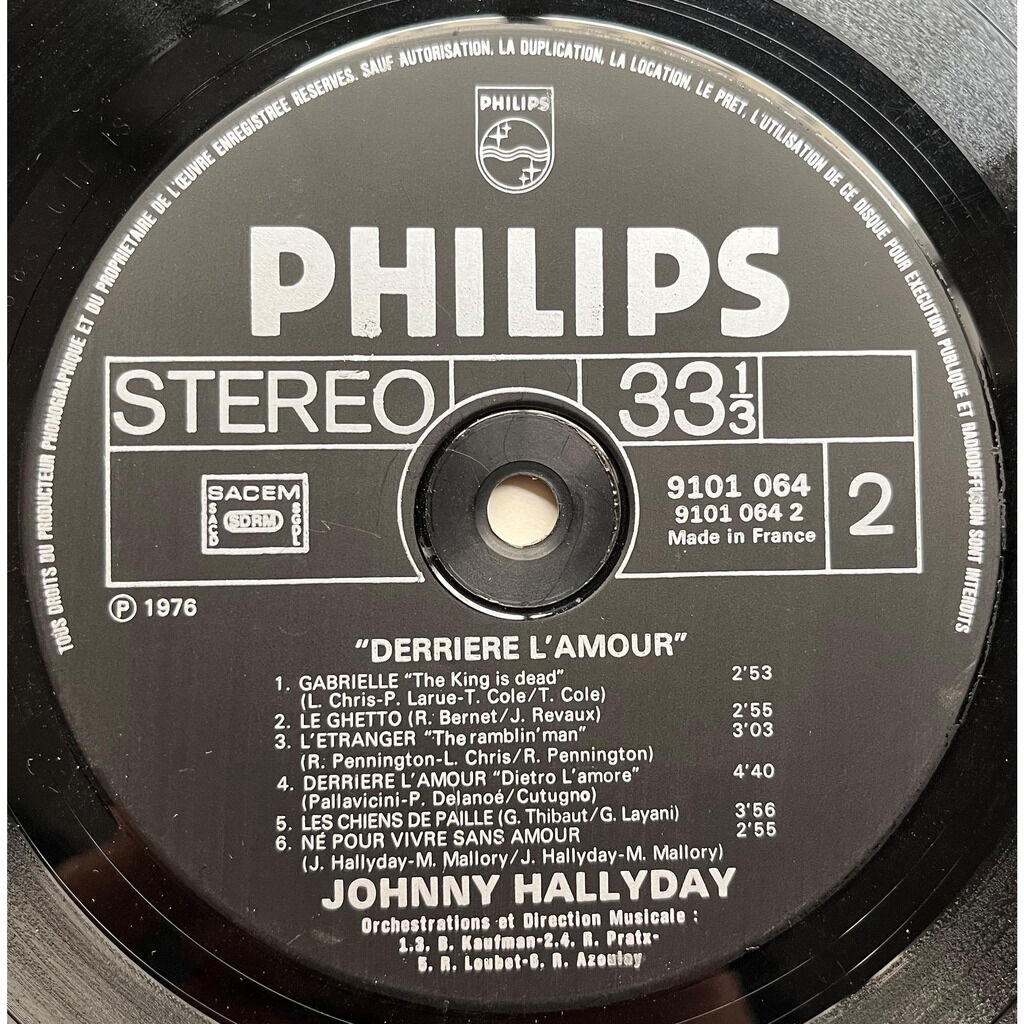 TOUS DROITS DU PRODUCTEUR PHONOGRAPHIQUE ET DU PROPRIETAIRE DE L'ŒUVRE ENREGISTREE RESERVES. SAUF AUTORISATION, LA DUPLICATION, LA LOCATION, LE PRET, L'UTILISATION DE CE DISQUE POUR EXECUTION PUBLIQUE ET RADIODIFFUSION SONT INTERDITS
PHILIPS
PHILIPS
STEREO 33 1/3
SACEM
SACD SDRM SGDL
9101 064
9101 064 2
Made in France
2
Ⓟ 1976
"DERRIERE L'AMOUR"
1. GABRIELLE "The King is dead" 2'53
(L. Chris-P. Larue-T. Cole/T. Cole)
2. LE GHETTO (R. Bernet/J. Revaux) 2'55
3. L'ETRANGER "The ramblin'man" 3'03
(R. Pennington-L. Chris/R. Pennington)
4. DERRIERE L'AMOUR "Dietro L'amore" 4'40
(Pallavicini-P. Delanoé/Cutugno)
5. LES CHIENS DE PAILLE (G. Thibaut/G. Layani) 3'56
6. NÉ POUR VIVRE SANS AMOUR 2'55
(J. Hallyday-M. Mallory/J. Hallyday-M. Mallory)
JOHNNY HALLYDAY
Orchestrations et Direction Musicale :
1.3. B. Kaufman-2.4. R. Pratx-
5. R. Loubet-6. R. Azoulay